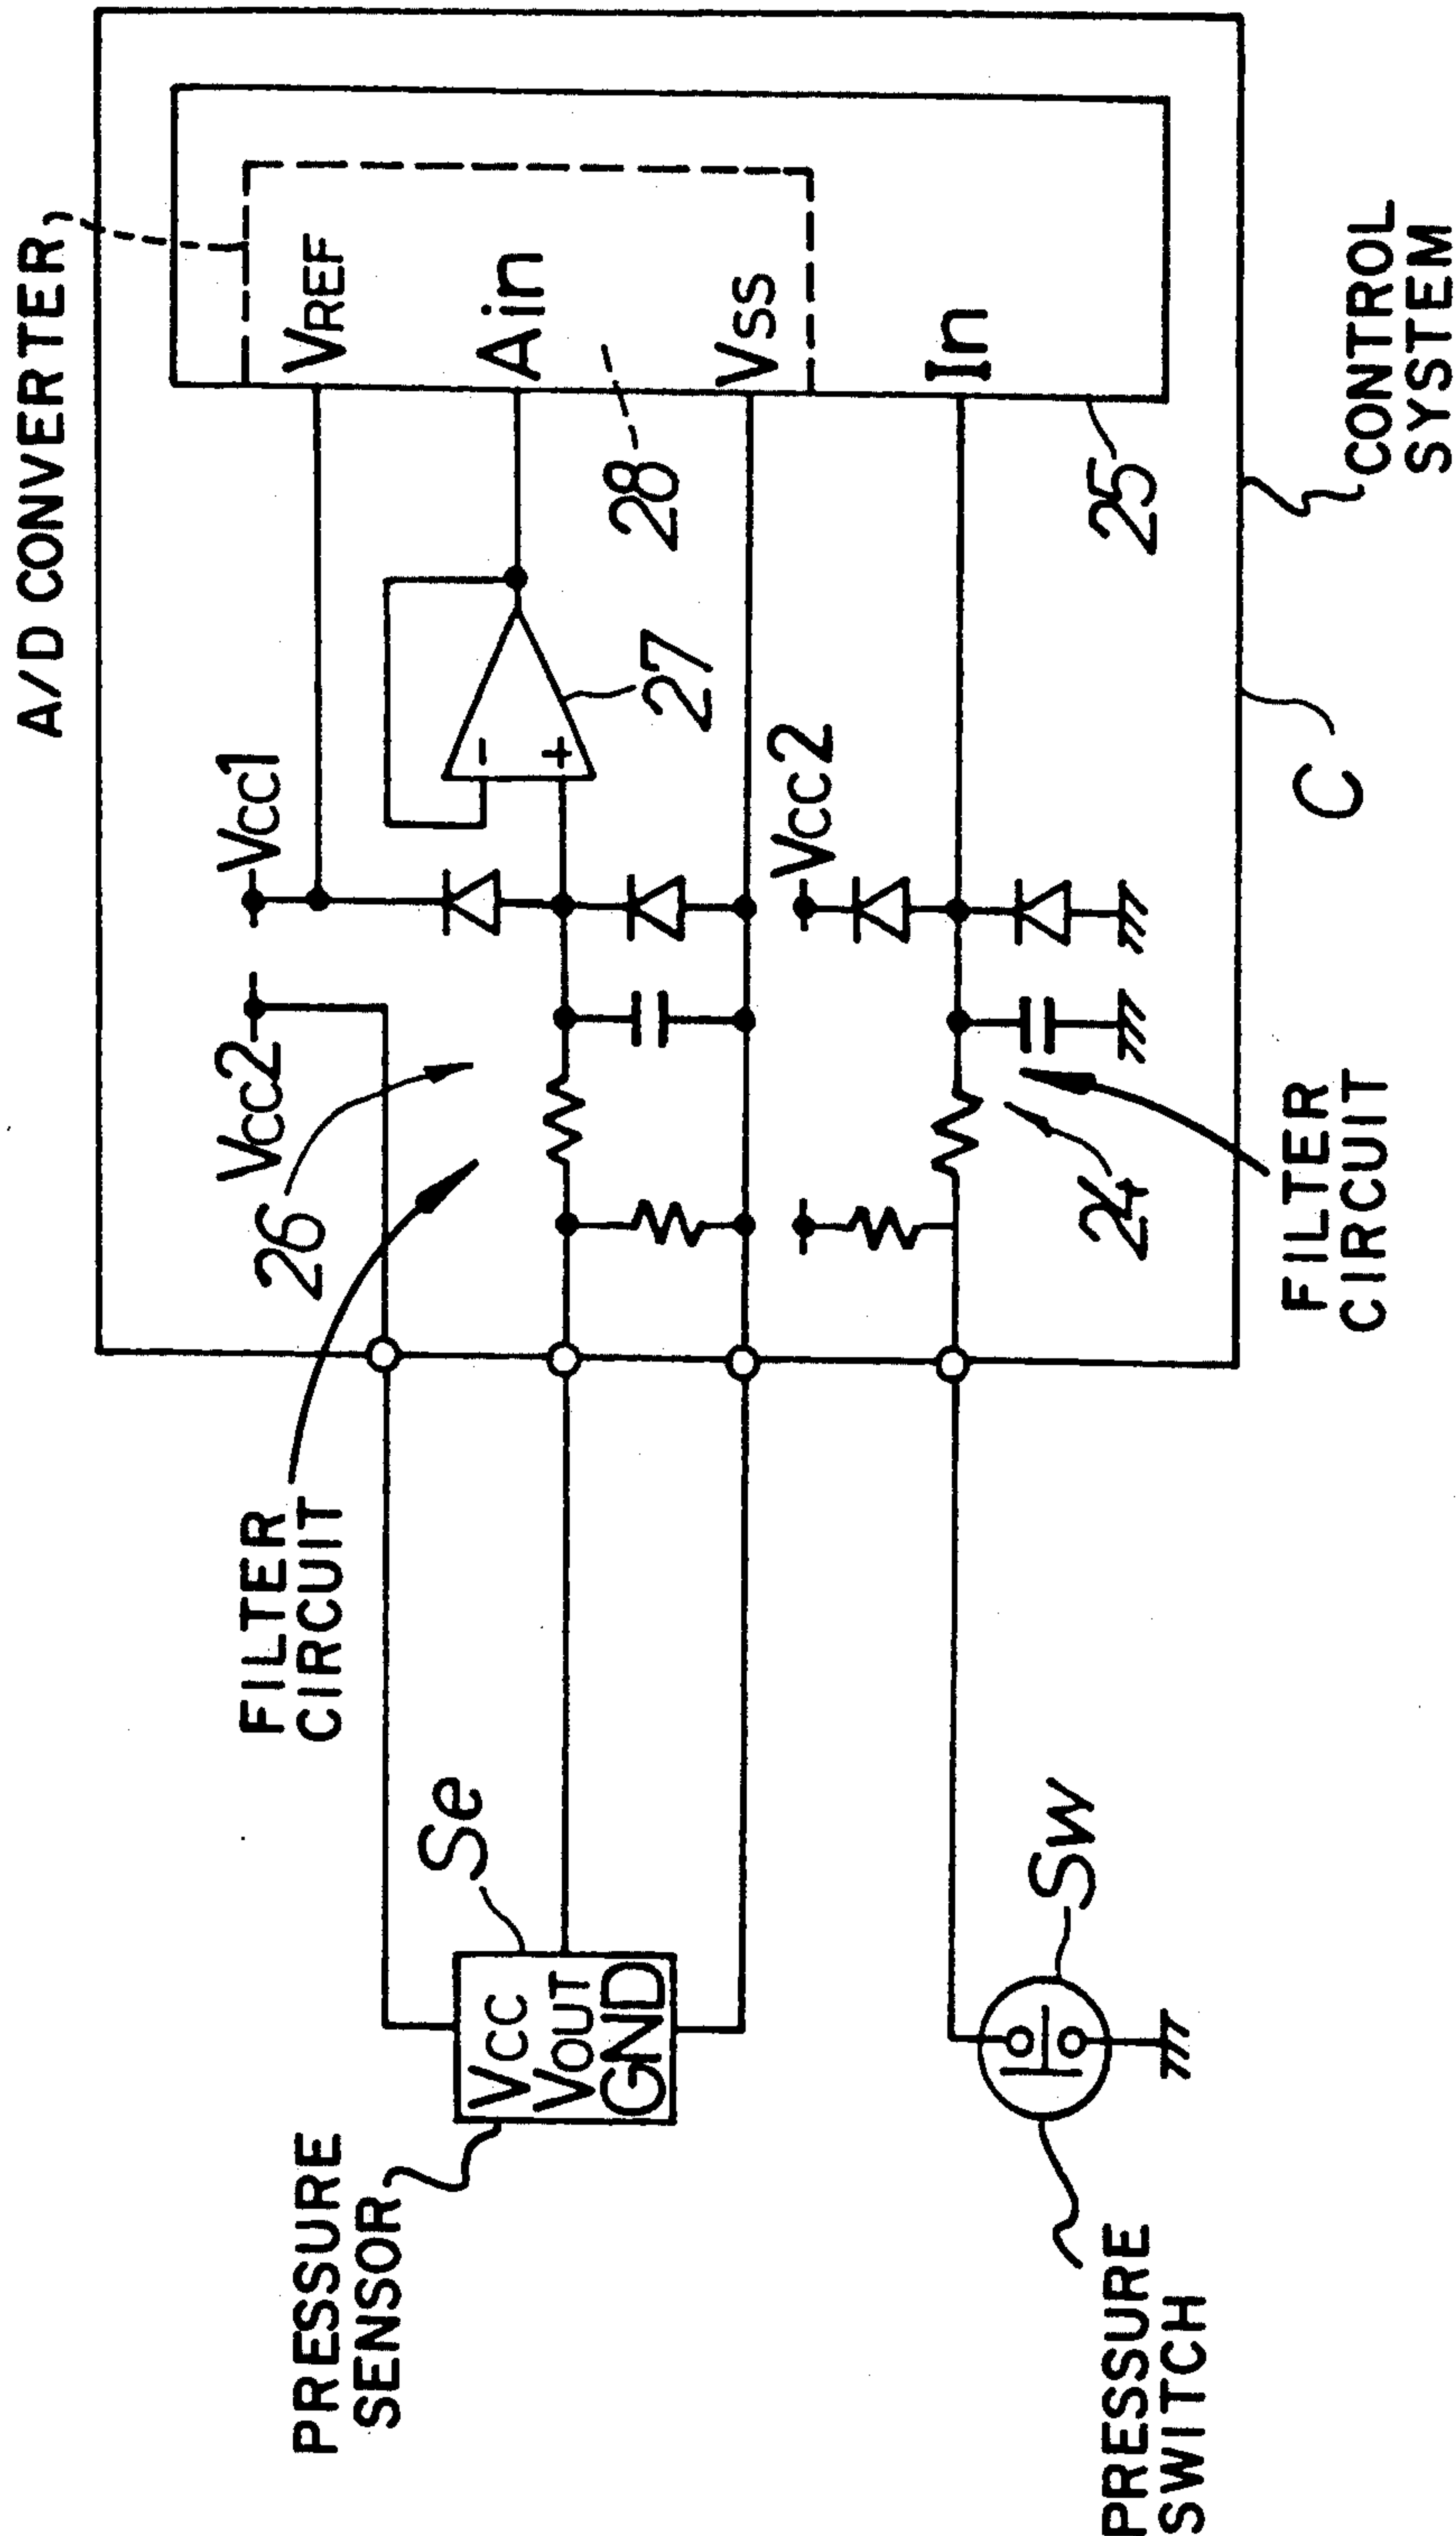 A/D CONVERTER
VREF
Ain
28
VSS
In
25
CONTROL
SYSTEM
C
27
Vcc1
Vcc2
26
Vcc2
-
+
24
FILTER
CIRCUIT
FILTER
CIRCUIT
Se
VCC
VOUT
GND
PRESSURE
SENSOR
SW
PRESSURE
SWITCH